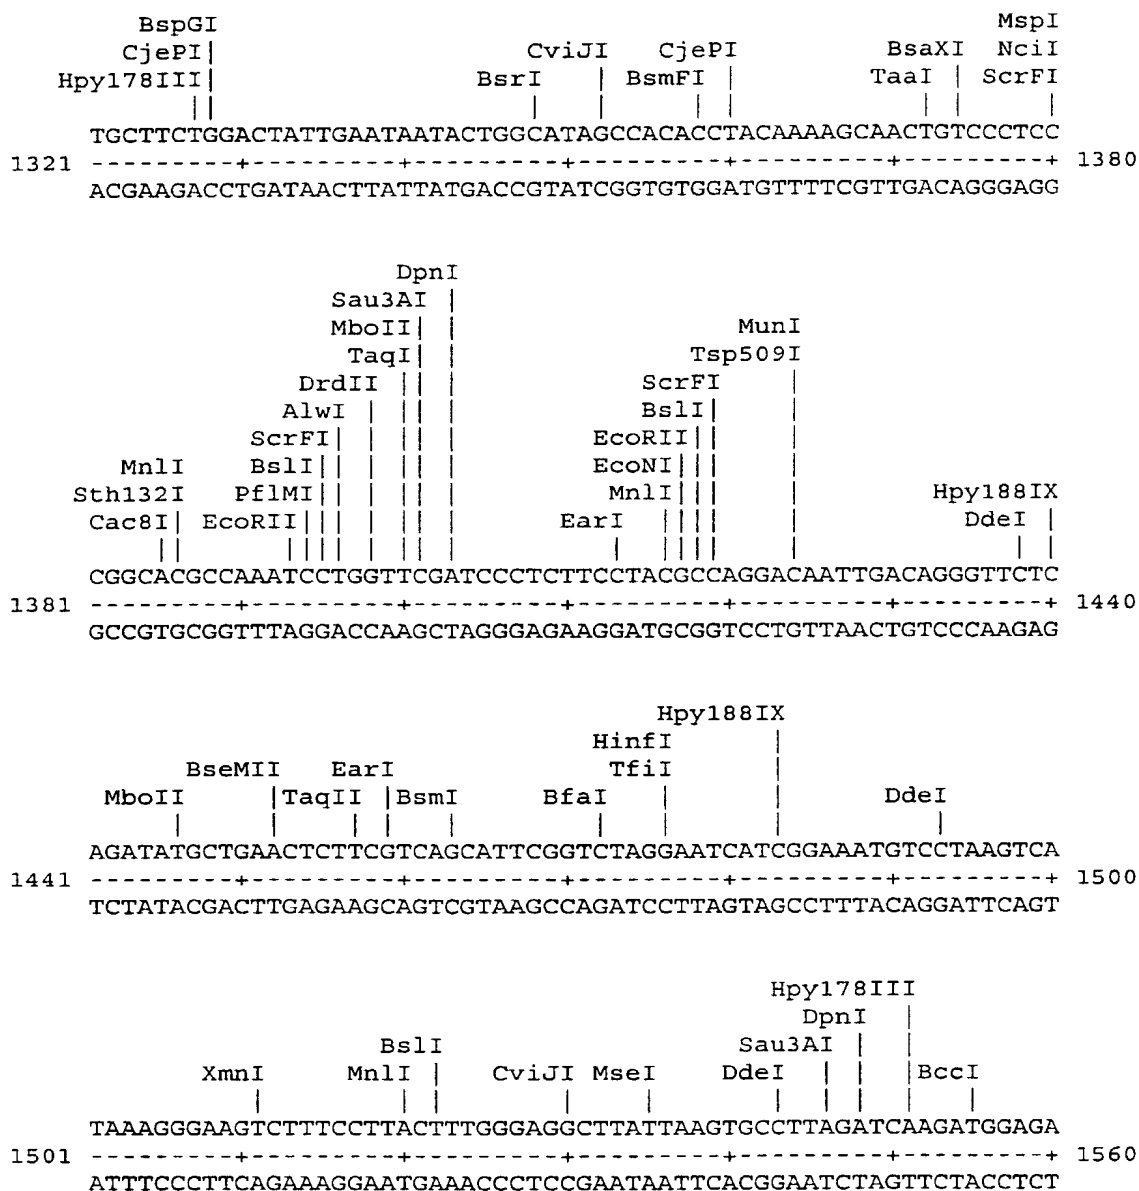 BspGI MspI
CjePI CviJI CjePI BsaXI NciI
Hpy178III BsrI BsmFI TaaI ScrFI
TGCTTCTGGACTATTGAATAATACTGGCATAGCCACACCTACAAAAGCAACTGTCCCTCC
1321 ---------+---------+---------+---------+---------+---------+ 1380
ACGAAGACCTGATAACTTATTATGACCGTATCGGTGTGGATGTTTTCGTTGACAGGGAGG
DpnI
Sau3AI
MboII MunI
TaqI Tsp509I
DrdII ScrFI
AlwI BslI
ScrFI EcoRII
MnlI BslI EcoNI
Sth132I PflMI MnlI Hpy188IX
Cac8I EcoRII EarI DdeI
CGGCACGCCAAATCCTGGTTCGATCCCTCTTCCTACGCCAGGACAATTGACAGGGTTCTC
1381 ---------+---------+---------+---------+---------+---------+ 1440
GCCGTGCGGTTTAGGACCAAGCTAGGGAGAAGGATGCGGTCCTGTTAACTGTCCCAAGAG
Hpy188IX
HinfI
BseMII EarI TfiI
MboII TaqII BsmI BfaI DdeI
AGATATGCTGAACTCTTCGTCAGCATTCGGTCTAGGAATCATCGGAAATGTCCTAAGTCA
1441 ---------+---------+---------+---------+---------+---------+ 1500
TCTATACGACTTGAGAAGCAGTCGTAAGCCAGATCCTTAGTAGCCTTTACAGGATTCAGT
Hpy178III
DpnI
BslI Sau3AI
XmnI MnlI CviJI MseI DdeI BccI
TAAAGGGAAGTCTTTCCTTACTTTGGGAGGCTTATTAAGTGCCTTAGATCAAGATGGAGA
1501 ---------+---------+---------+---------+---------+---------+ 1560
ATTTCCCTTCAGAAAGGAATGAAACCCTCCGAATAATTCACGGAATCTAGTTCTACCTCT